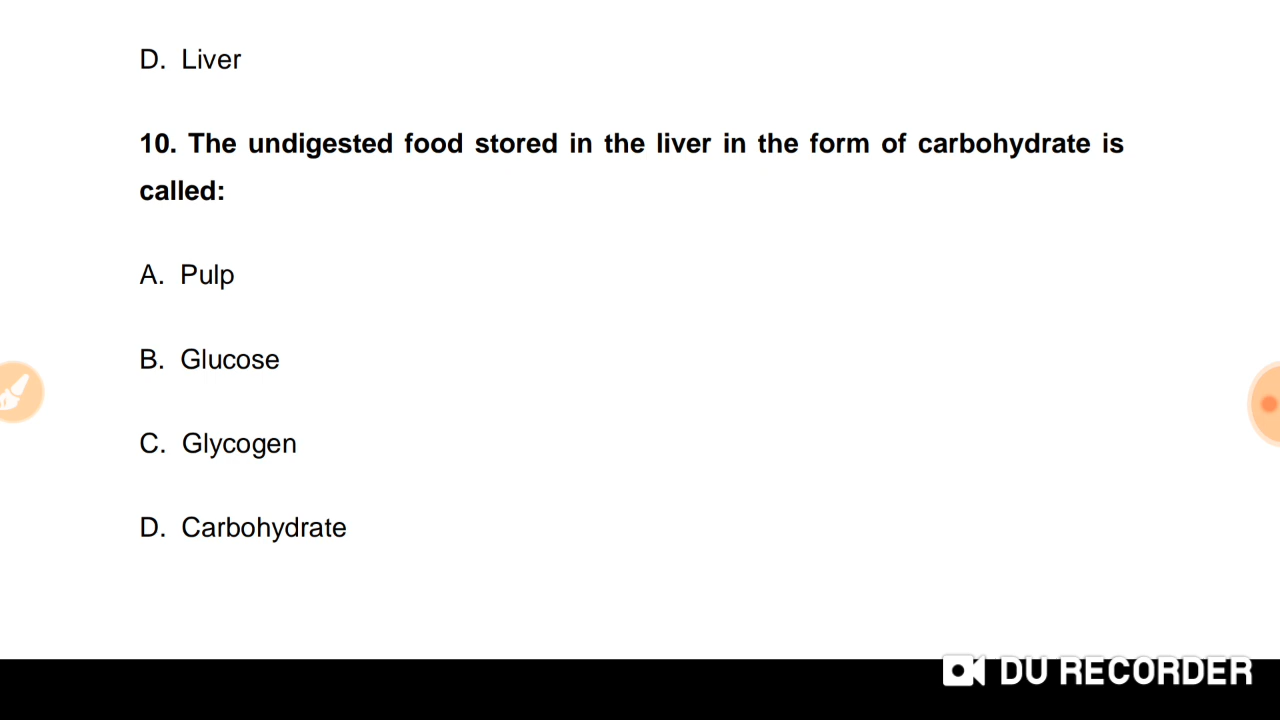 D. Liver
10. The undigested food stored in the liver in the form of carbohydrate is
called:
A. Pulp
B. Glucose
C. Glycogen
D. Carbohydrate
DU RECORDER